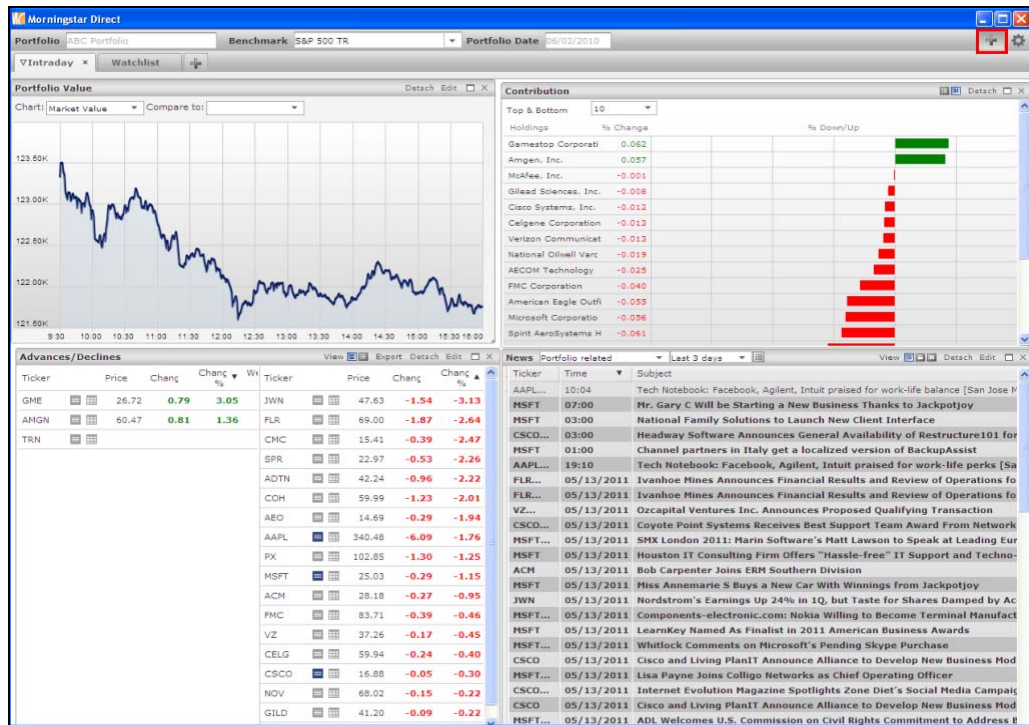 Morningstar Direct
Portfolio ABC Portfolio Benchmark S&P 500 TR Portfolio Date 06/02/2010
Intraday × Watchlist
Portfolio Value Detach Edit
Chart: Market Value Compare to:
123.60K
123.00K
122.60K
122.00K
121.60K
9:30 10:00 10:30 11:00 11:30 12:00 12:30 13:00 13:30 14:00 14:30 15:00 15:30 16:00
Contribution Detach
Top & Bottom 10
Holdings % Change % Down/Up
Gamestop Corporati 0.062
Amgen, Inc. 0.057
McAfee, Inc. -0.001
Gilead Sciences, Inc. -0.008
Cisco Systems, Inc. -0.012
Celgene Corporation -0.013
Verizon Communicat -0.013
National Oilwell Varc -0.019
AECOM Technology -0.025
FMC Corporation -0.040
American Eagle Outfi -0.055
Microsoft Corporatio -0.056
Spirit AeroSystems H -0.061
Advances/Declines View Export Detach Edit
Ticker Price Chang Chang % We
GME 26.72 0.79 3.05
AMGN 60.47 0.81 1.36
TRN
Ticker Price Chang Chang %
JWN 47.63 -1.54 -3.13
FLR 69.00 -1.87 -2.64
CMC 15.41 -0.39 -2.47
SPR 22.97 -0.53 -2.26
ADTN 42.24 -0.96 -2.22
COH 59.99 -1.23 -2.01
AEO 14.69 -0.29 -1.94
AAPL 340.48 -6.09 -1.76
PX 102.85 -1.30 -1.25
MSFT 25.03 -0.29 -1.15
ACM 28.18 -0.27 -0.95
FMC 83.71 -0.39 -0.46
VZ 37.26 -0.17 -0.45
CELG 59.94 -0.24 -0.40
CSCO 16.88 -0.05 -0.30
NOV 68.02 -0.15 -0.22
GILD 41.20 -0.09 -0.22
News Portfolio related Last 3 days View Detach Edit
Ticker Time Subject
AAPL... 10:04 Tech Notebook: Facebook, Agilent, Intuit praised for work-life balance [San Jose M
MSFT 07:00 Mr. Gary C Will be Starting a New Business Thanks to Jackpotjoy
MSFT 03:00 National Family Solutions to Launch New Client Interface
CSCO... 03:00 Headway Software Announces General Availability of Restructure101 for
MSFT 01:00 Channel partners in Italy get a localized version of BackupAssist
AAPL... 19:10 Tech Notebook: Facebook, Agilent, Intuit praised for work-life perks [Sa
FLR... 05/13/2011 Ivanhoe Mines Announces Financial Results and Review of Operations fo
FLR... 05/13/2011 Ivanhoe Mines Announces Financial Results and Review of Operations fo
VZ... 05/13/2011 Ozcapital Ventures Inc. Announces Proposed Qualifying Transaction
CSCO... 05/13/2011 Coyote Point Systems Receives Best Support Team Award From Network
MSFT... 05/13/2011 SMX London 2011: Marin Software's Matt Lawson to Speak at Leading Eur
MSFT 05/13/2011 Houston IT Consulting Firm Offers "Hassle-free" IT Support and Techno-
ACM 05/13/2011 Bob Carpenter Joins ERM Southern Division
MSFT 05/13/2011 Miss Annemarie S Buys a New Car With Winnings from Jackpotjoy
JWN 05/13/2011 Nordstrom's Earnings Up 24% in 1Q, but Taste for Shares Damped by Ac
MSFT... 05/13/2011 Components-electronic.com: Nokia Willing to Become Terminal Manufact
MSFT 05/13/2011 LearnKey Named As Finalist in 2011 American Business Awards
MSFT... 05/13/2011 Whitlock Comments on Microsoft's Pending Skype Purchase
CSCO 05/13/2011 Cisco and Living PlanIT Announce Alliance to Develop New Business Mod
MSFT... 05/13/2011 Lisa Payne Joins Colligo Networks as Chief Operating Officer
CSCO... 05/13/2011 Internet Evolution Magazine Spotlights Zone Diet's Social Media Campaig
CSCO 05/13/2011 Cisco and Living PlanIT Announce Alliance to Develop New Business Mod
MSFT... 05/13/2011 ADL Welcomes U.S. Commission on Civil Rights Commitment to Address B